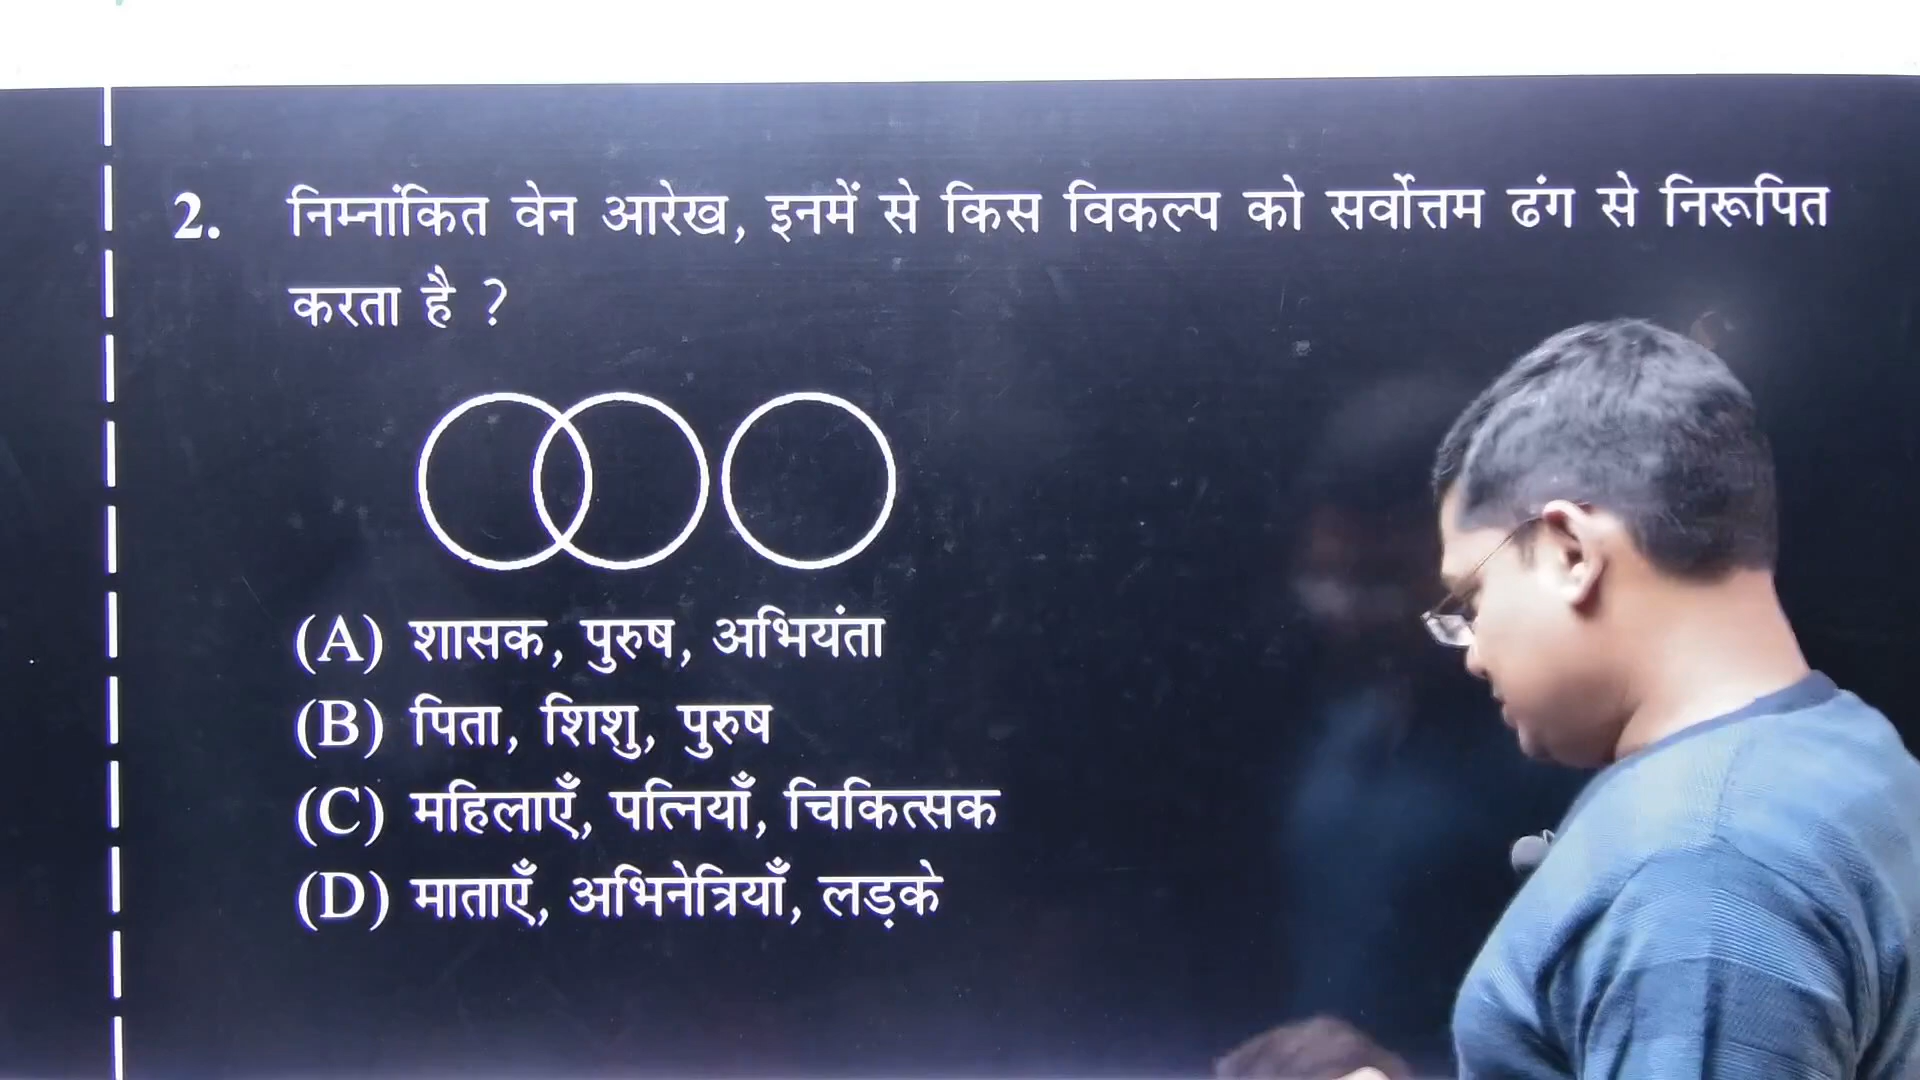 2. निम्नांकित वेन आरेख, इनमें से किस विकल्प को सर्वोत्तम ढंग से निरूपित
करता है ?
(A) शासक, पुरुष, अभियंता
(B) पिता, शिशु, पुरुष
(C) महिलाएँ, पत्नियाँ, चिकित्सक
(D) माताएँ, अभिनेत्रियाँ, लड़के